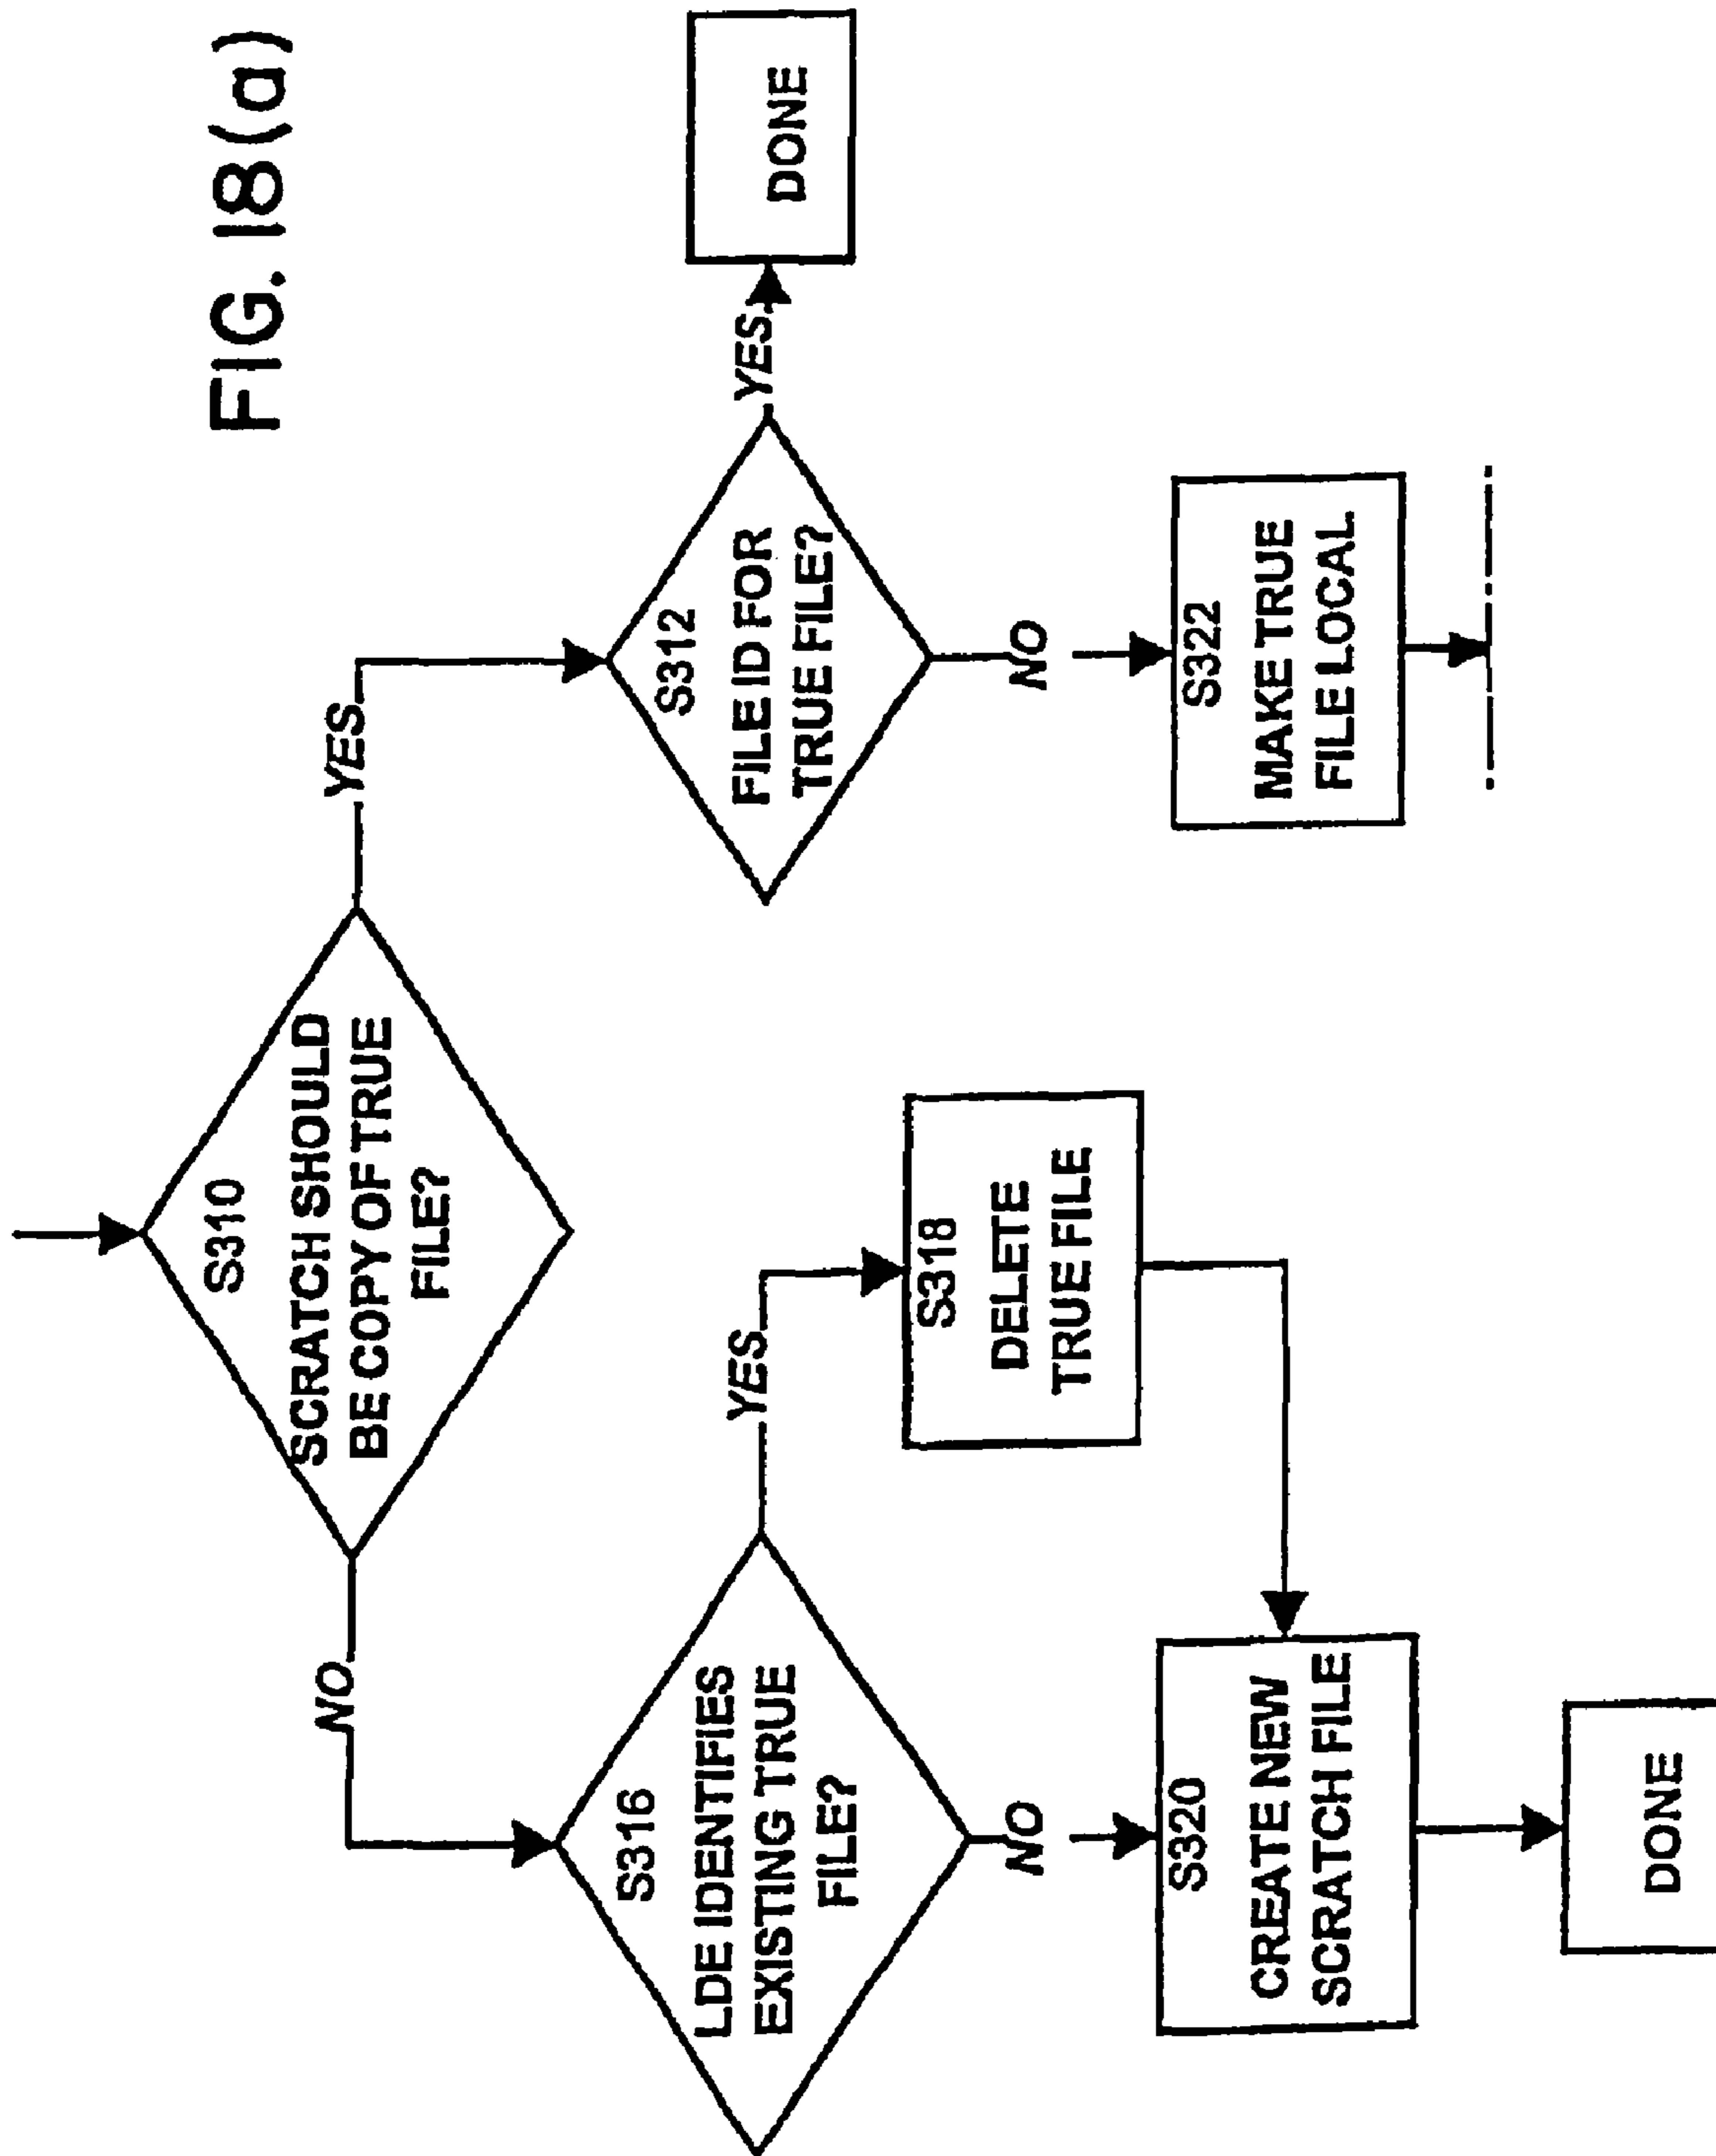 FIG. 18(a)
S310
SCRATCH SHOULD
BE COPY OF TRUE
FILE?
NO
YES
S316
LDE IDENTIFIES
EXISTING TRUE
FILE?
YES
NO
S312
FILE ID FOR
TRUE FILE?
YES
NO
DONE
S318
DELETE
TRUE FILE
S320
CREATE NEW
SCRATCH FILE
S322
MAKE TRUE
FILE LOCAL
DONE